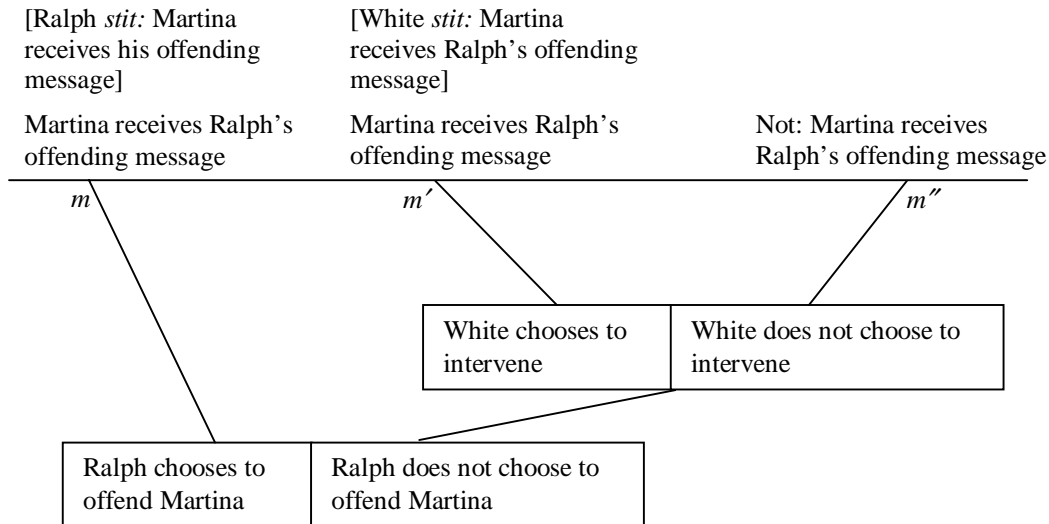 [Ralph stit: Martina
receives his offending
message]
[White stit: Martina
receives Ralph’s offending
message]
Martina receives Ralph’s
offending message
Martina receives Ralph’s
offending message
Not: Martina receives
Ralph’s offending message
m
m′
m″
White chooses to
intervene
White does not choose to
intervene
Ralph chooses to
offend Martina
Ralph does not choose to
offend Martina